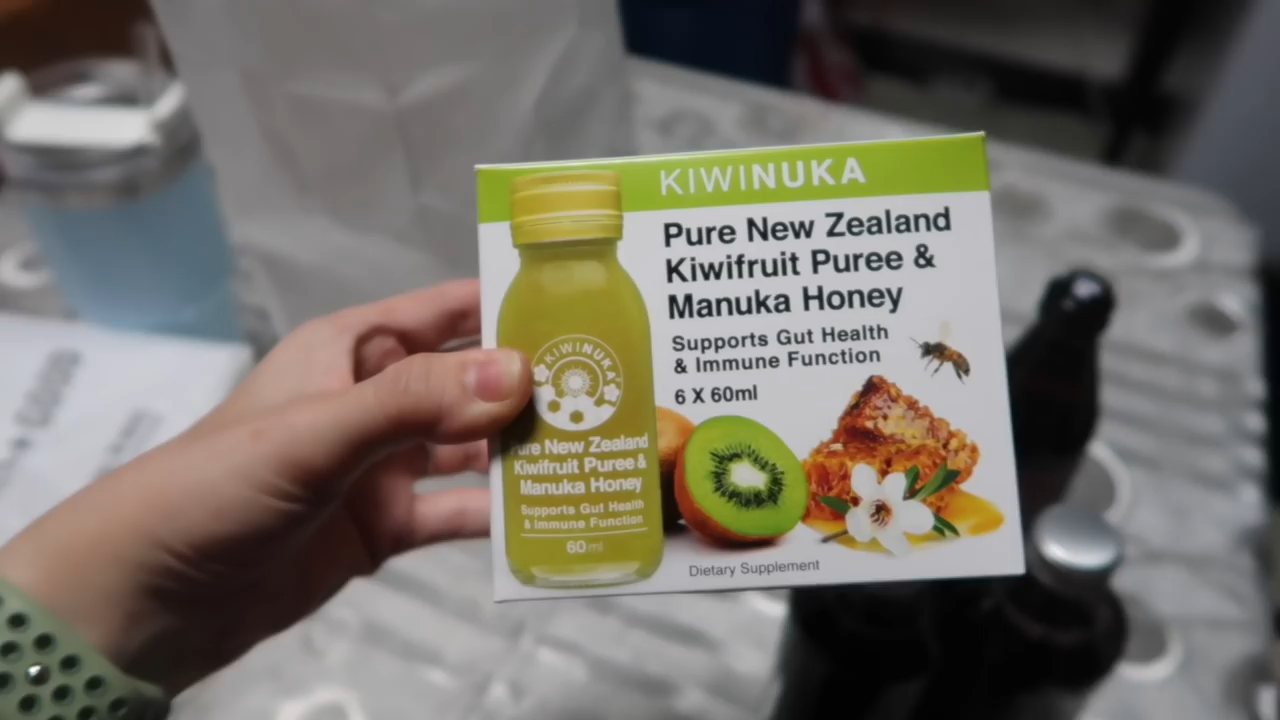 KIWINUKA
Pure New Zealand
Kiwifruit Puree &
Manuka Honey
Supports Gut Health
& Immune Function
6 X 60ml
Dietary Supplement
KIWINUKA
Pure New Zealand
Kiwifruit Puree &
Manuka Honey
Supports Gut Health
& Immune Function
60ml